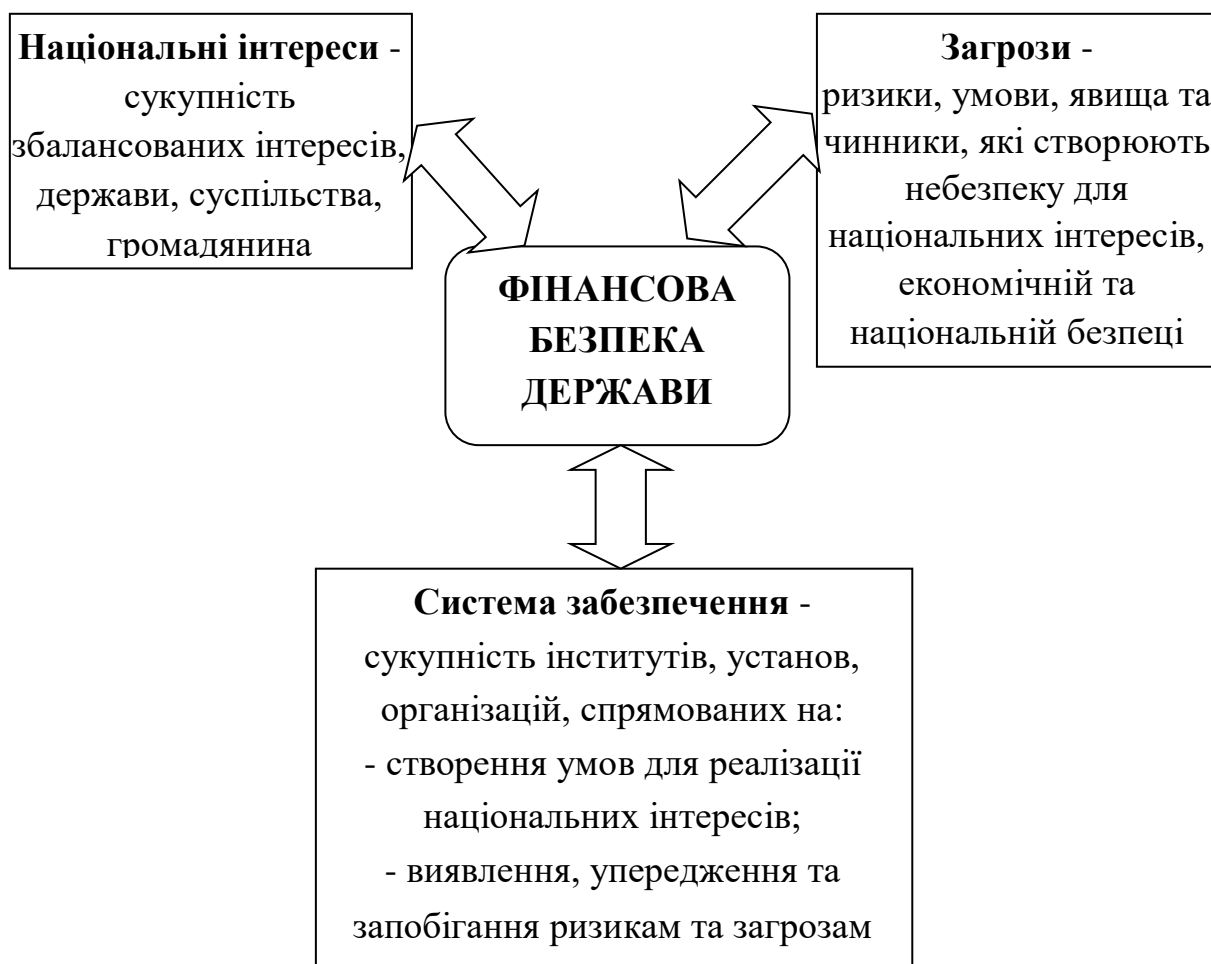 Національні інтереси -
сукупність
збалансованих інтересів,
держави, суспільства,
громадянина
Загрози -
ризики, умови, явища та
чинники, які створюють
небезпеку для
національних інтересів,
економічній та
національній безпеці
ФІНАНСОВА
БЕЗПЕКА
ДЕРЖАВИ
Система забезпечення -
сукупність інститутів, установ,
організацій, спрямованих на:
- створення умов для реалізації
національних інтересів;
- виявлення, упередження та
запобігання ризикам та загрозам